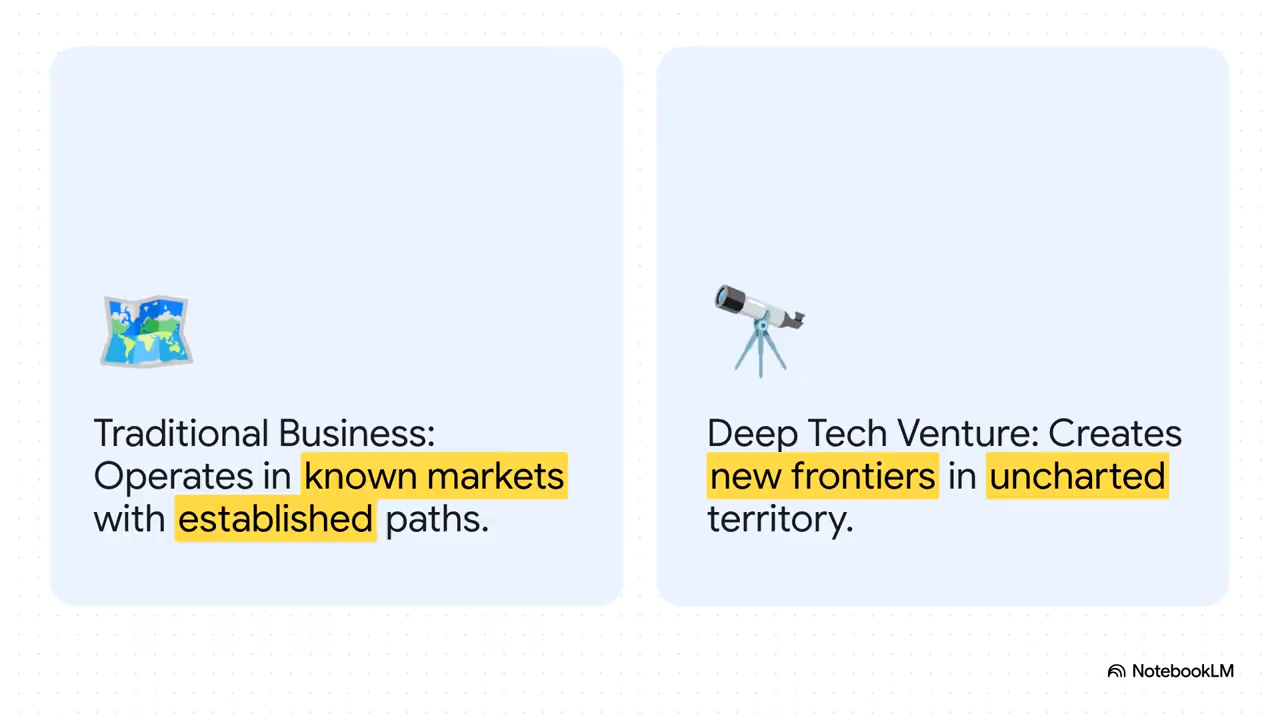 Traditional Business:
Operates in known markets
with established paths.
Deep Tech Venture: Creates
new frontiers in uncharted
territory.
NotebookLM